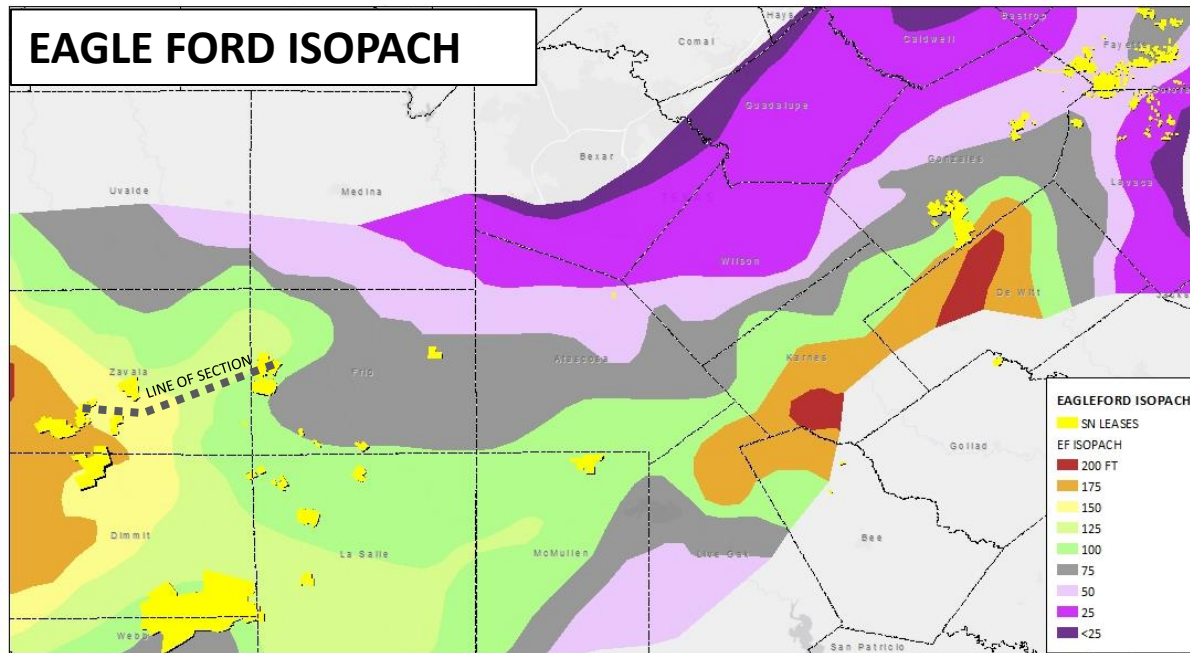 EAGLE FORD ISOPACH
Hays
Bastrop
Comal
Caldwell
Fayette
Guadalupe
Bexar
Gonzales
Uvalde
Medina
Lavaca
TEXAS
Wilson
De Witt
Zavala
LINE OF SECTION
Frio
Atascosa
Karnes
Goliad
Dimmit
La Salle
McMullen
Live Oak
Bee
Webb
San Patricio
EAGLEFORD ISOPACH
SN LEASES
EF ISOPACH
200 FT
175
150
125
100
75
50
25
<25